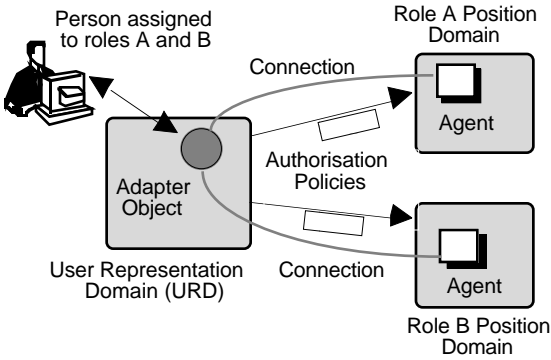 Person assigned
to roles A and B
Role A Position
Domain
Connection
Agent
Authorisation
Policies
Adapter
Object
User Representation
Domain (URD)
Connection
Agent
Role B Position
Domain